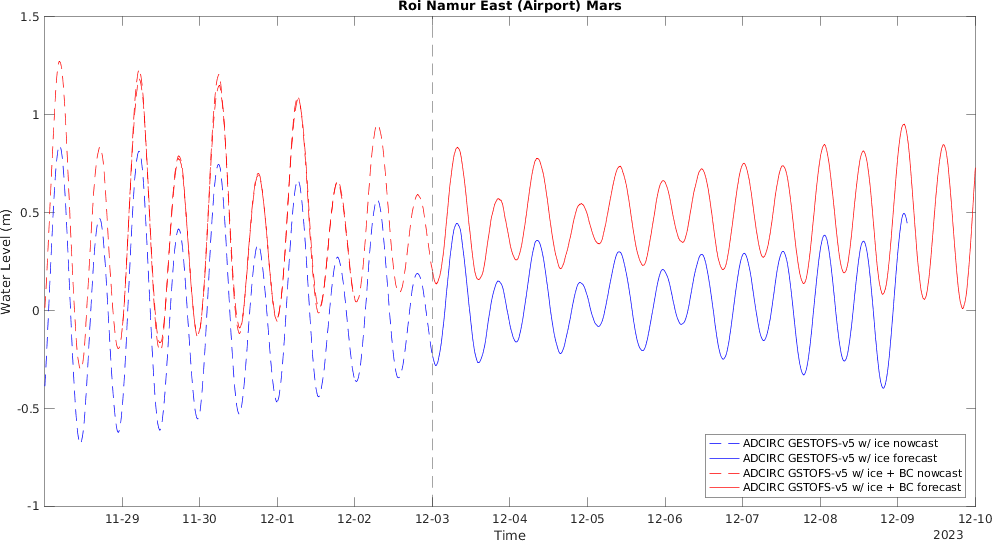 Roi Namur East (Airport) Mars
1.5
1
0.5
0
-0.5
-1
Water Level (m)
11-29
11-30
12-01
12-02
12-03
12-04
12-05
12-06
12-07
12-08
12-09
12-10
Time
2023
ADCIRC GESTOFS-v5 w/ ice nowcast
ADCIRC GESTOFS-v5 w/ ice forecast
ADCIRC GSTOFS-v5 w/ ice + BC nowcast
ADCIRC GSTOFS-v5 w/ ice + BC forecast